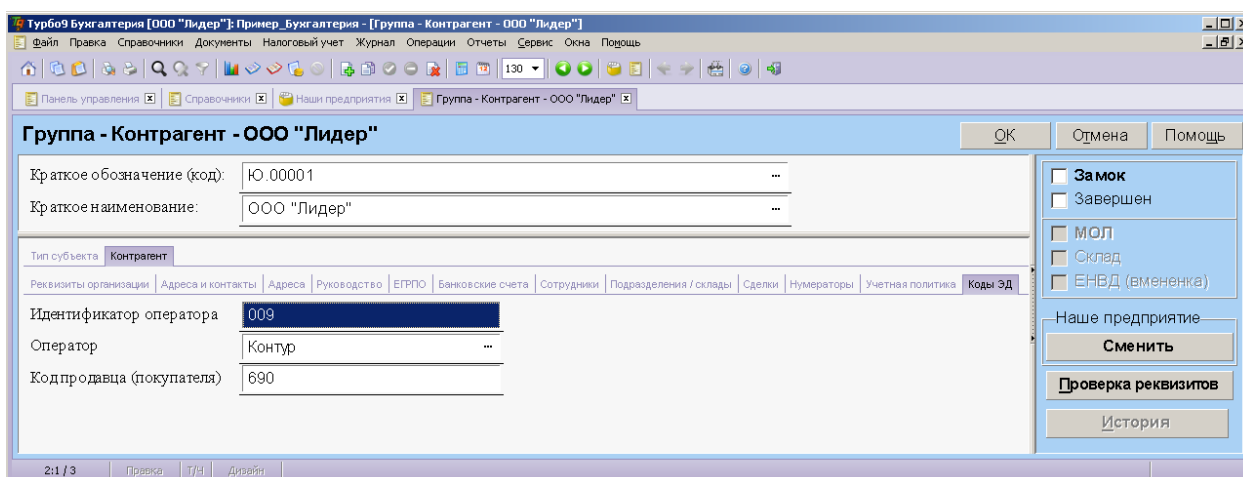 Турбо9 Бухгалтерия [ООО "Лидер"]: Пример_Бухгалтерия - [Группа - Контрагент - ООО "Лидер"]
Файл Правка Справочники Документы Налоговый учет Журнал Операции Отчеты Сервис Окна Помощь
130
Панель управления Справочники Наши предприятия Группа - Контрагент - ООО "Лидер"
Группа - Контрагент - ООО "Лидер" ОК Отмена Помощь
Краткое обозначение (код): Ю.00001 ... Замок
Краткое наименование: ООО "Лидер" ... Завершен
МОЛ
Тип субъекта Контрагент Склад
Реквизиты организации Адреса и контакты Адреса Руководство ЕГРПО Банковские счета Сотрудники Подразделения / склады Сделки Нумераторы Учетная политика Коды ЭД ЕНВД (вмененка)
Идентификатор оператора 009 Наше предприятие
Оператор Контур ... Сменить
Код продавца (покупателя) 690 Проверка реквизитов
История
2:1 / 3 Правка Т/Ч Дизайн